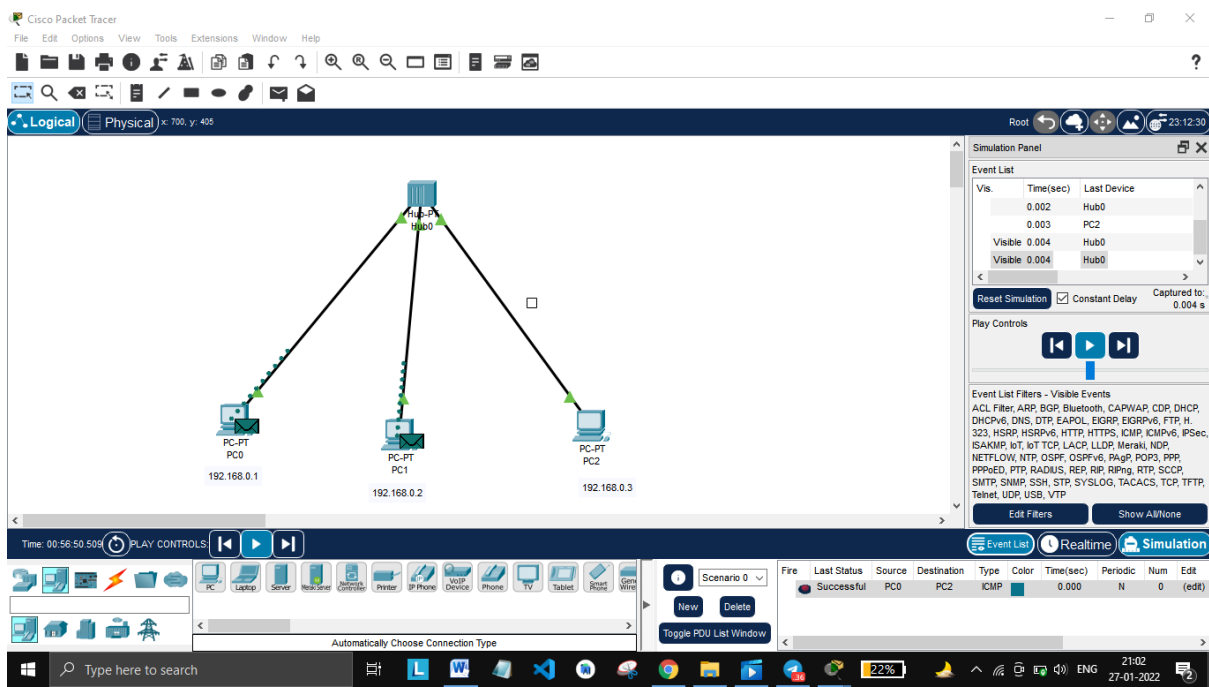 Cisco Packet Tracer
File Edit Options View Tools Extensions Window Help
?
Logical Physical x: 700, y: 405 Root 23:12:30
Simulation Panel
Event List
Vis. Time(sec) Last Device
0.002 Hub0
0.003 PC2
Visible 0.004 Hub0
Visible 0.004 Hub0
Reset Simulation Constant Delay Captured to:
0.004 s
Play Controls
Hub-PT
Hub0
PC-PT
PC0
192.168.0.1
PC-PT
PC1
192.168.0.2
PC-PT
PC2
192.168.0.3
Event List Filters - Visible Events
ACL Filter, ARP, BGP, Bluetooth, CAPWAP, CDP, DHCP,
DHCPv6, DNS, DTP, EAPOL, EIGRP, EIGRPv6, FTP, H.
323, HSRP, HSRPv6, HTTP, HTTPS, ICMP, ICMPv6, IPSec,
ISAKMP, IoT, IoT TCP, LACP, LLDP, Meraki, NDP,
NETFLOW, NTP, OSPF, OSPFv6, PAgP, POP3, PPP,
PPPoED, PTP, RADIUS, REP, RIP, RIPng, RTP, SCCP,
SMTP, SNMP, SSH, STP, SYSLOG, TACACS, TCP, TFTP,
Telnet, UDP, USB, VTP
Edit Filters Show All/None
Time: 00:56:50.509 PLAY CONTROLS: Event List Realtime Simulation
PC Laptop Server MerakiServer Network Controller Printer IP Phone VoIP Device Phone TV Tablet Smart Phone
Automatically Choose Connection Type
Scenario 0
New Delete
Toggle PDU List Window
Fire Last Status Source Destination Type Color Time(sec) Periodic Num Edit
Successful PC0 PC2 ICMP 0.000 N 0 (edit)
Type here to search L W 36 22% ENG 21:02
27-01-2022 2